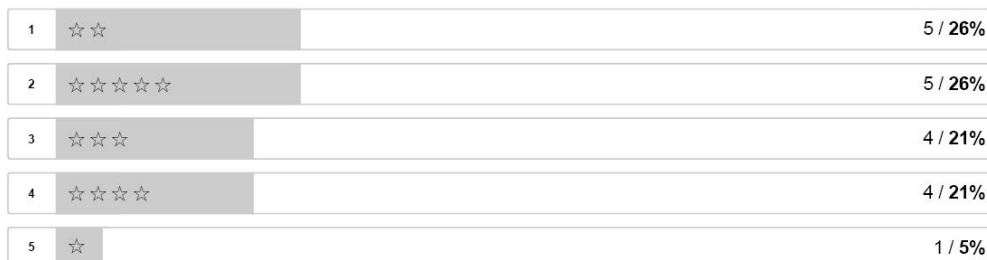 1 ☆☆ 5 / 26%
2 ☆☆☆☆☆ 5 / 26%
3 ☆☆☆ 4 / 21%
4 ☆☆☆☆ 4 / 21%
5 ☆ 1 / 5%